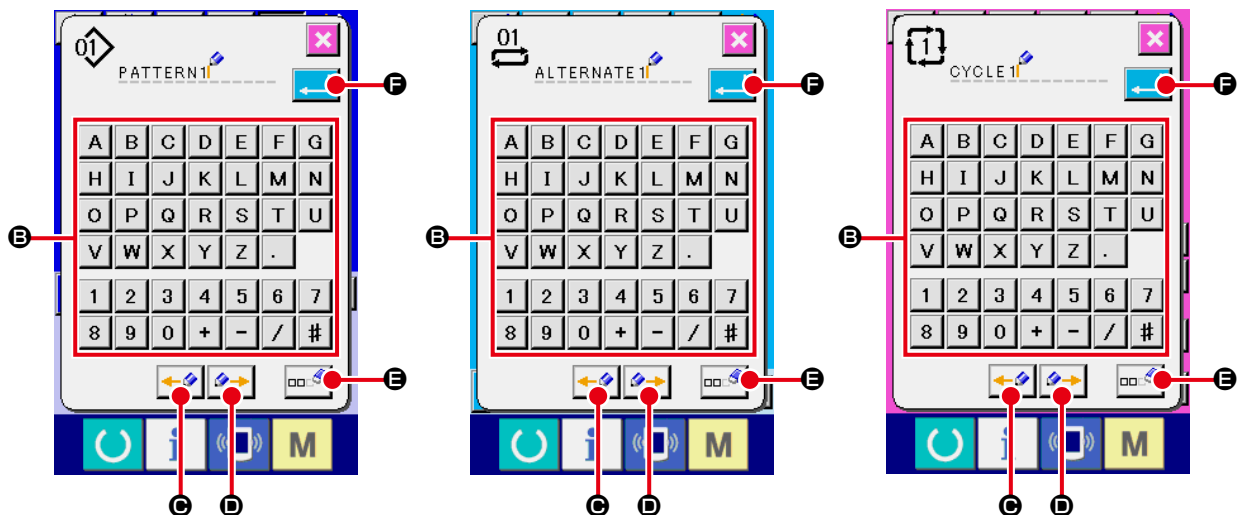 01
PATTERN1
F
A B C D E F G
H I J K L M N
O P Q R S T U
V W X Y Z .
1 2 3 4 5 6 7
8 9 0 + - / #
B
E
i M
C D
01
ALTERNATE1
F
A B C D E F G
H I J K L M N
O P Q R S T U
V W X Y Z .
1 2 3 4 5 6 7
8 9 0 + - / #
B
E
i M
C D
1
CYCLE1
F
A B C D E F G
H I J K L M N
O P Q R S T U
V W X Y Z .
1 2 3 4 5 6 7
8 9 0 + - / #
B
E
i M
C D